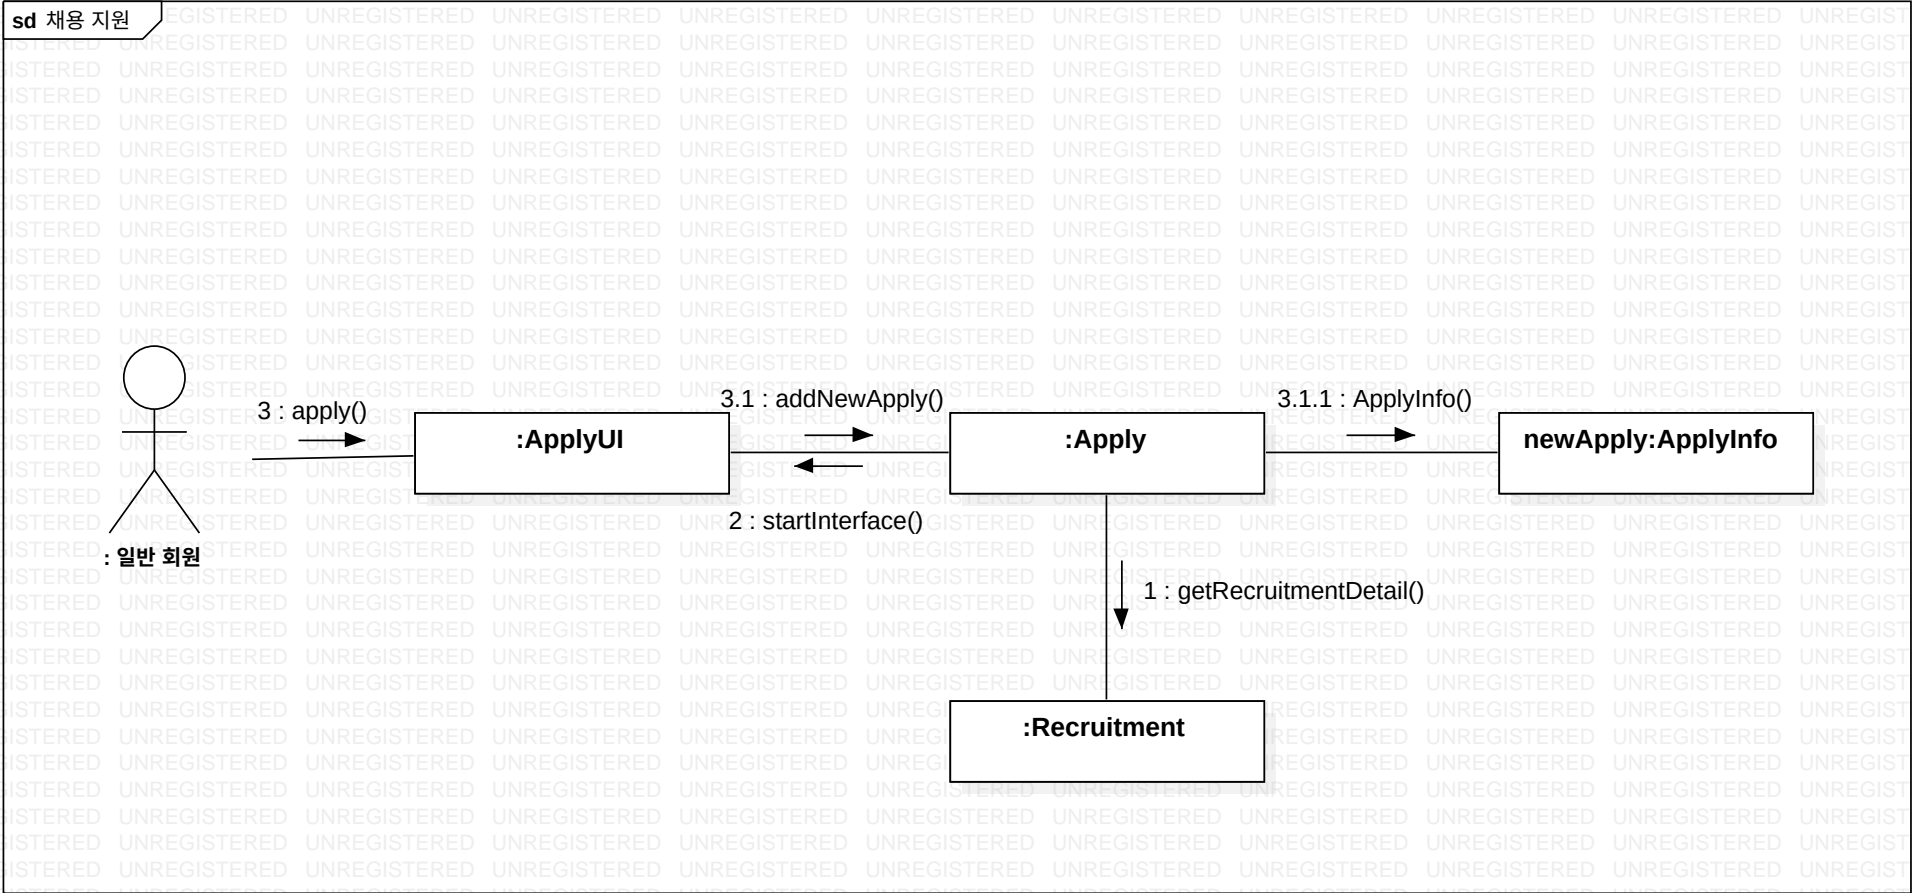 sd 채용 지원
3 : apply()
3.1 : addNewApply()
3.1.1 : ApplyInfo()
:ApplyUI
:Apply
newApply:ApplyInfo
2 : startInterface()
: 일반 회원
1 : getRecruitmentDetail()
:Recruitment
UNREGISTERED